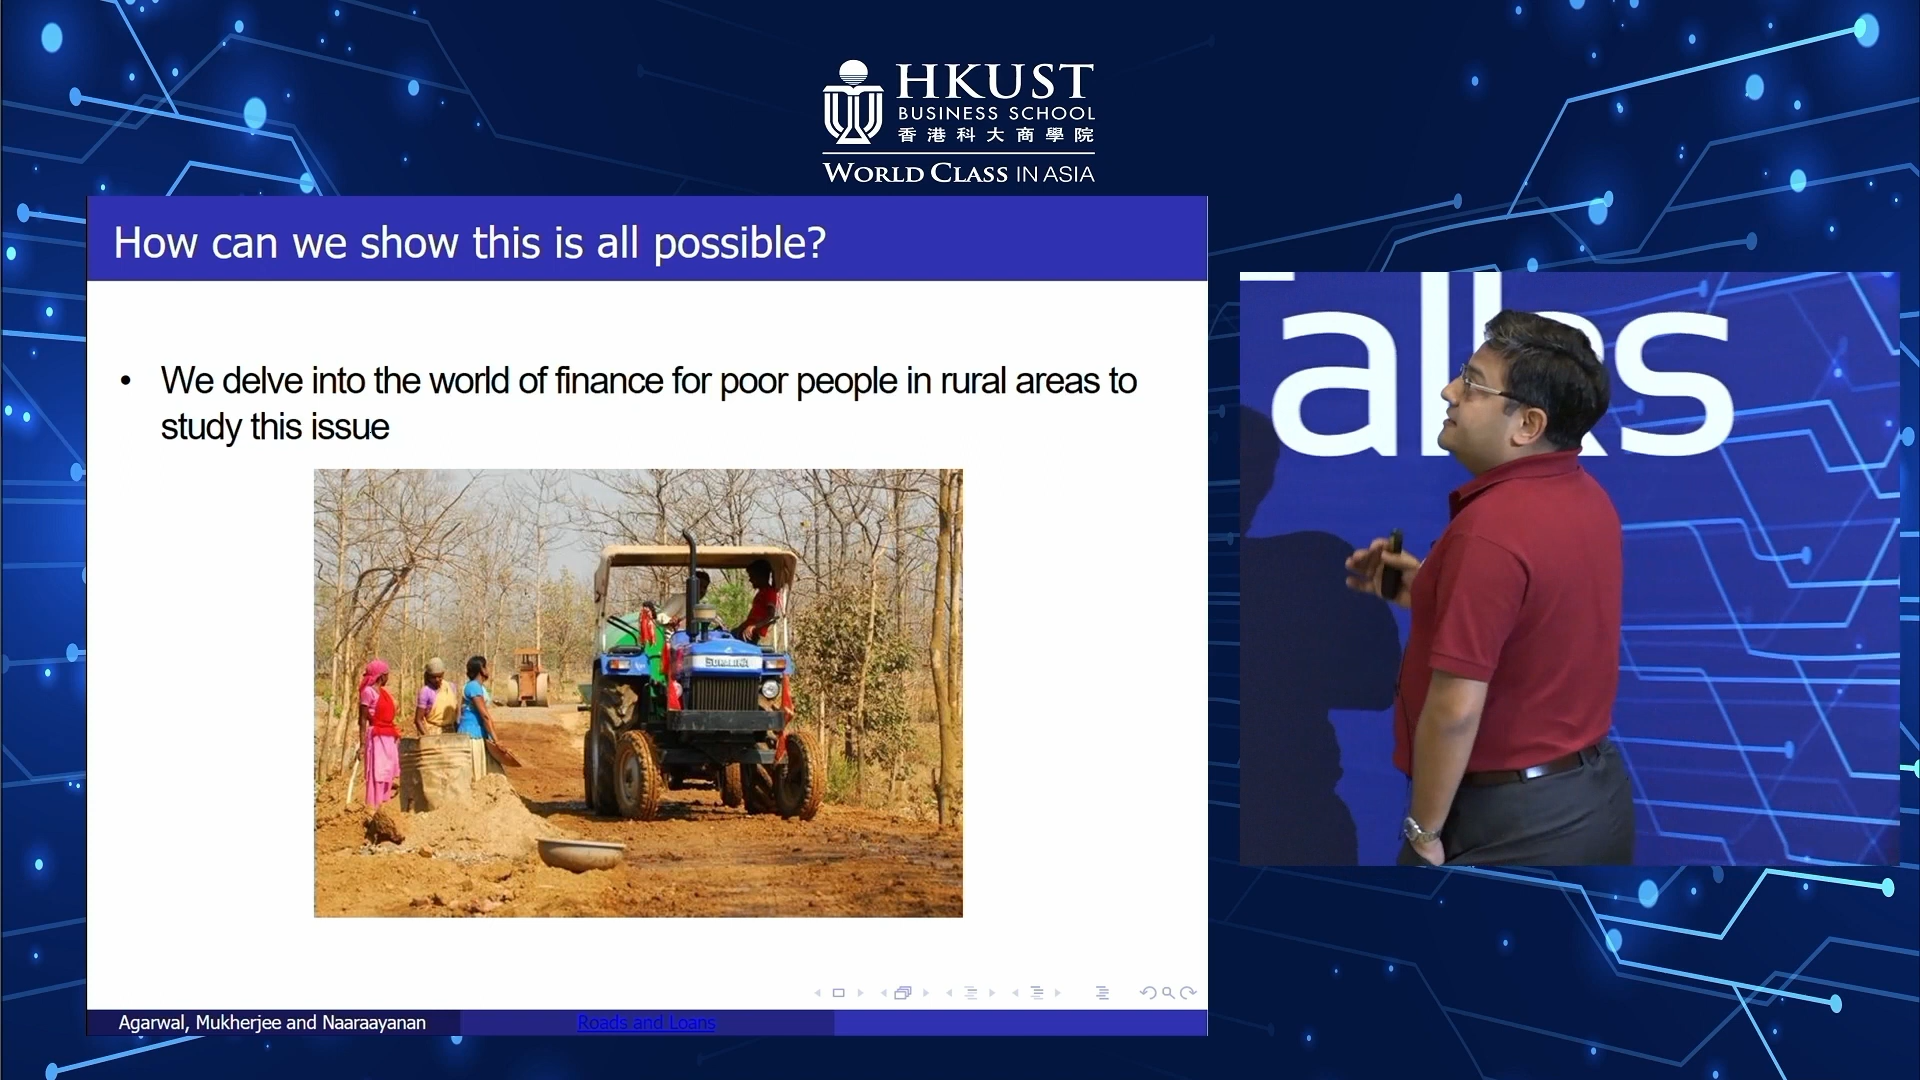 HKUST
BUSINESS SCHOOL
香港科大商學院
WORLD CLASS IN ASIA
How can we show this is all possible?
• We delve into the world of finance for poor people in rural areas to
study this issue
alks
Agarwal, Mukherjee and Naaraayanan
Roads and Loans